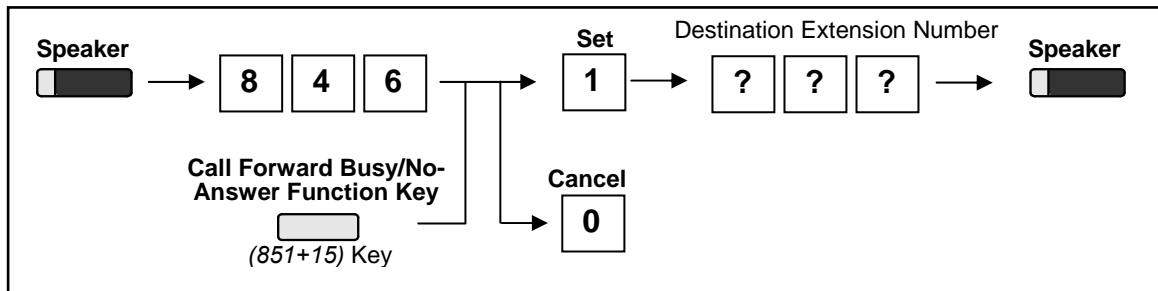 Speaker
8 4 6
Set
1
Destination Extension Number
? ? ?
Speaker
Call Forward Busy/No-
Answer Function Key
(851+15) Key
Cancel
0